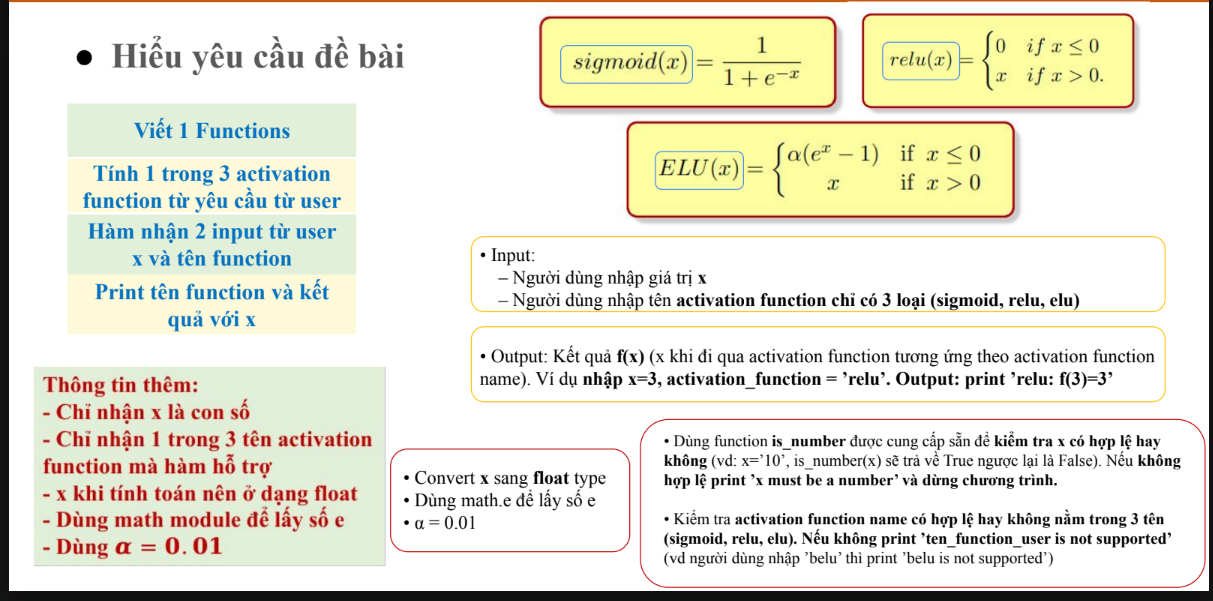 • Hiểu yêu cầu đề bài
Viết 1 Functions
Tính 1 trong 3 activation
function từ yêu cầu từ user
Hàm nhận 2 input từ user
x và tên function
Print tên function và kết
quả với x
Thông tin thêm:
- Chỉ nhận x là con số
- Chỉ nhận 1 trong 3 tên activation
function mà hàm hỗ trợ
- x khi tính toán nên ở dạng float
- Dùng math module để lấy số e
- Dùng α = 0.01
sigmoid(x) = 1 / (1 + e^{-x})
relu(x) = { 0 if x ≤ 0
x if x > 0.
ELU(x) = { α(e^x − 1) if x ≤ 0
x if x > 0
• Input:
– Người dùng nhập giá trị x
– Người dùng nhập tên activation function chỉ có 3 loại (sigmoid, relu, elu)
• Output: Kết quả f(x) (x khi đi qua activation function tương ứng theo activation function
name). Ví dụ nhập x=3, activation_function = ’relu’. Output: print ’relu: f(3)=3’
• Convert x sang float type
• Dùng math.e để lấy số e
• α = 0.01
• Dùng function is_number được cung cấp sẵn để kiểm tra x có hợp lệ hay
không (vd: x=’10’, is_number(x) sẽ trả về True ngược lại là False). Nếu không
hợp lệ print ’x must be a number’ và dừng chương trình.
• Kiểm tra activation function name có hợp lệ hay không nằm trong 3 tên
(sigmoid, relu, elu). Nếu không print ’ten_function_user is not supported’
(vd người dùng nhập ’belu’ thì print ’belu is not supported’)